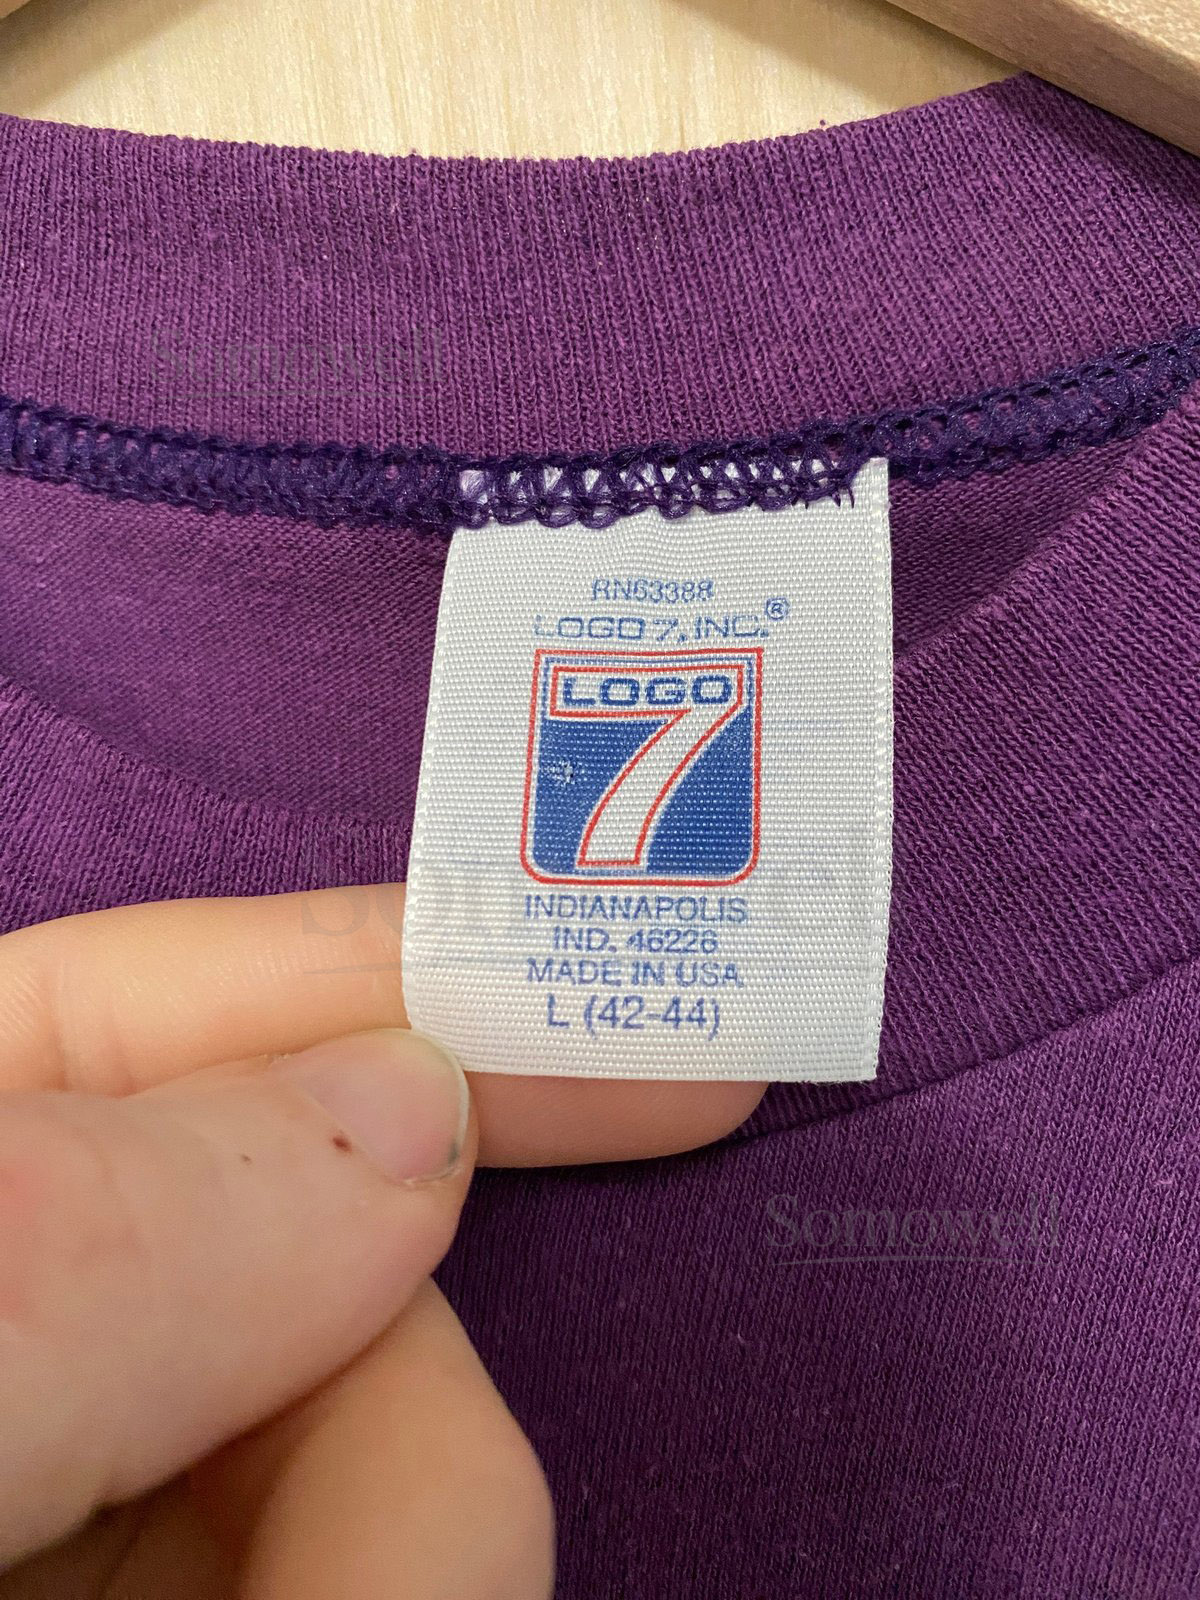 Somowell
RN63388
LOGO 7, INC.®
LOGO
7
INDIANAPOLIS
IND. 46226
MADE IN USA
L (42-44)
Somowell